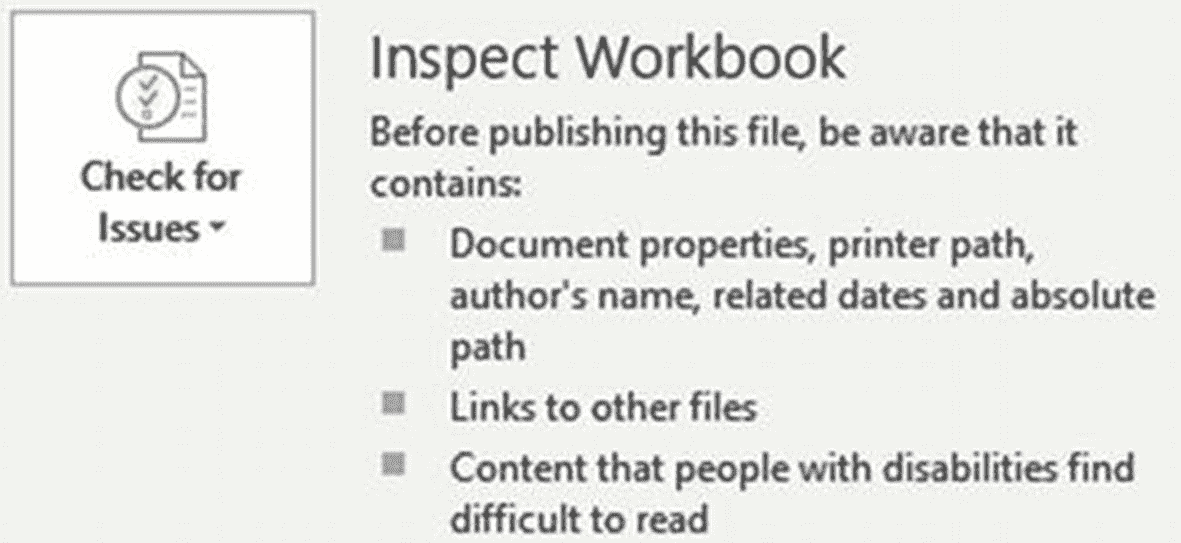 Check for
Issues
Inspect Workbook
Before publishing this file, be aware that it
contains:
Document properties, printer path,
author's name, related dates and absolute
path
Links to other files
Content that people with disabilities find
difficult to read